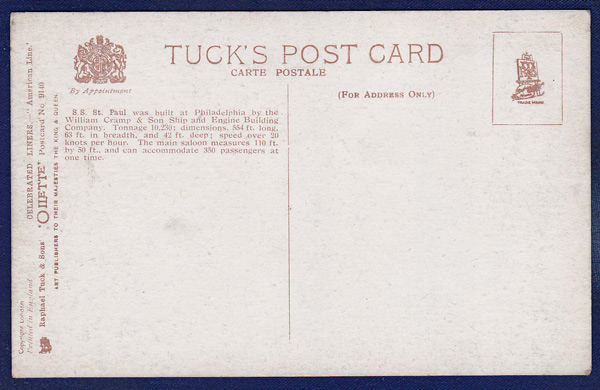 TUCK'S POST CARD
CARTE POSTALE
By Appointment
(FOR ADDRESS ONLY)
TRADE MARK
S.S. St. Paul was built at Philadelphia by the
William Cramp & Son Ship and Engine Building
Company. Tonnage 10,230; dimensions, 554 ft. long,
63 ft. in breadth, and 42 ft. deep; speed over 20
knots per hour. The main saloon measures 110 ft.
by 50 ft., and can accommodate 350 passengers at
one time.
CELEBRATED LINERS.—"American Line."
Raphael Tuck & Sons' "OILETTE" Postcard No. 9140
ART PUBLISHERS TO THEIR MAJESTIES THE KING & QUEEN.
Copyright London
Printed in England